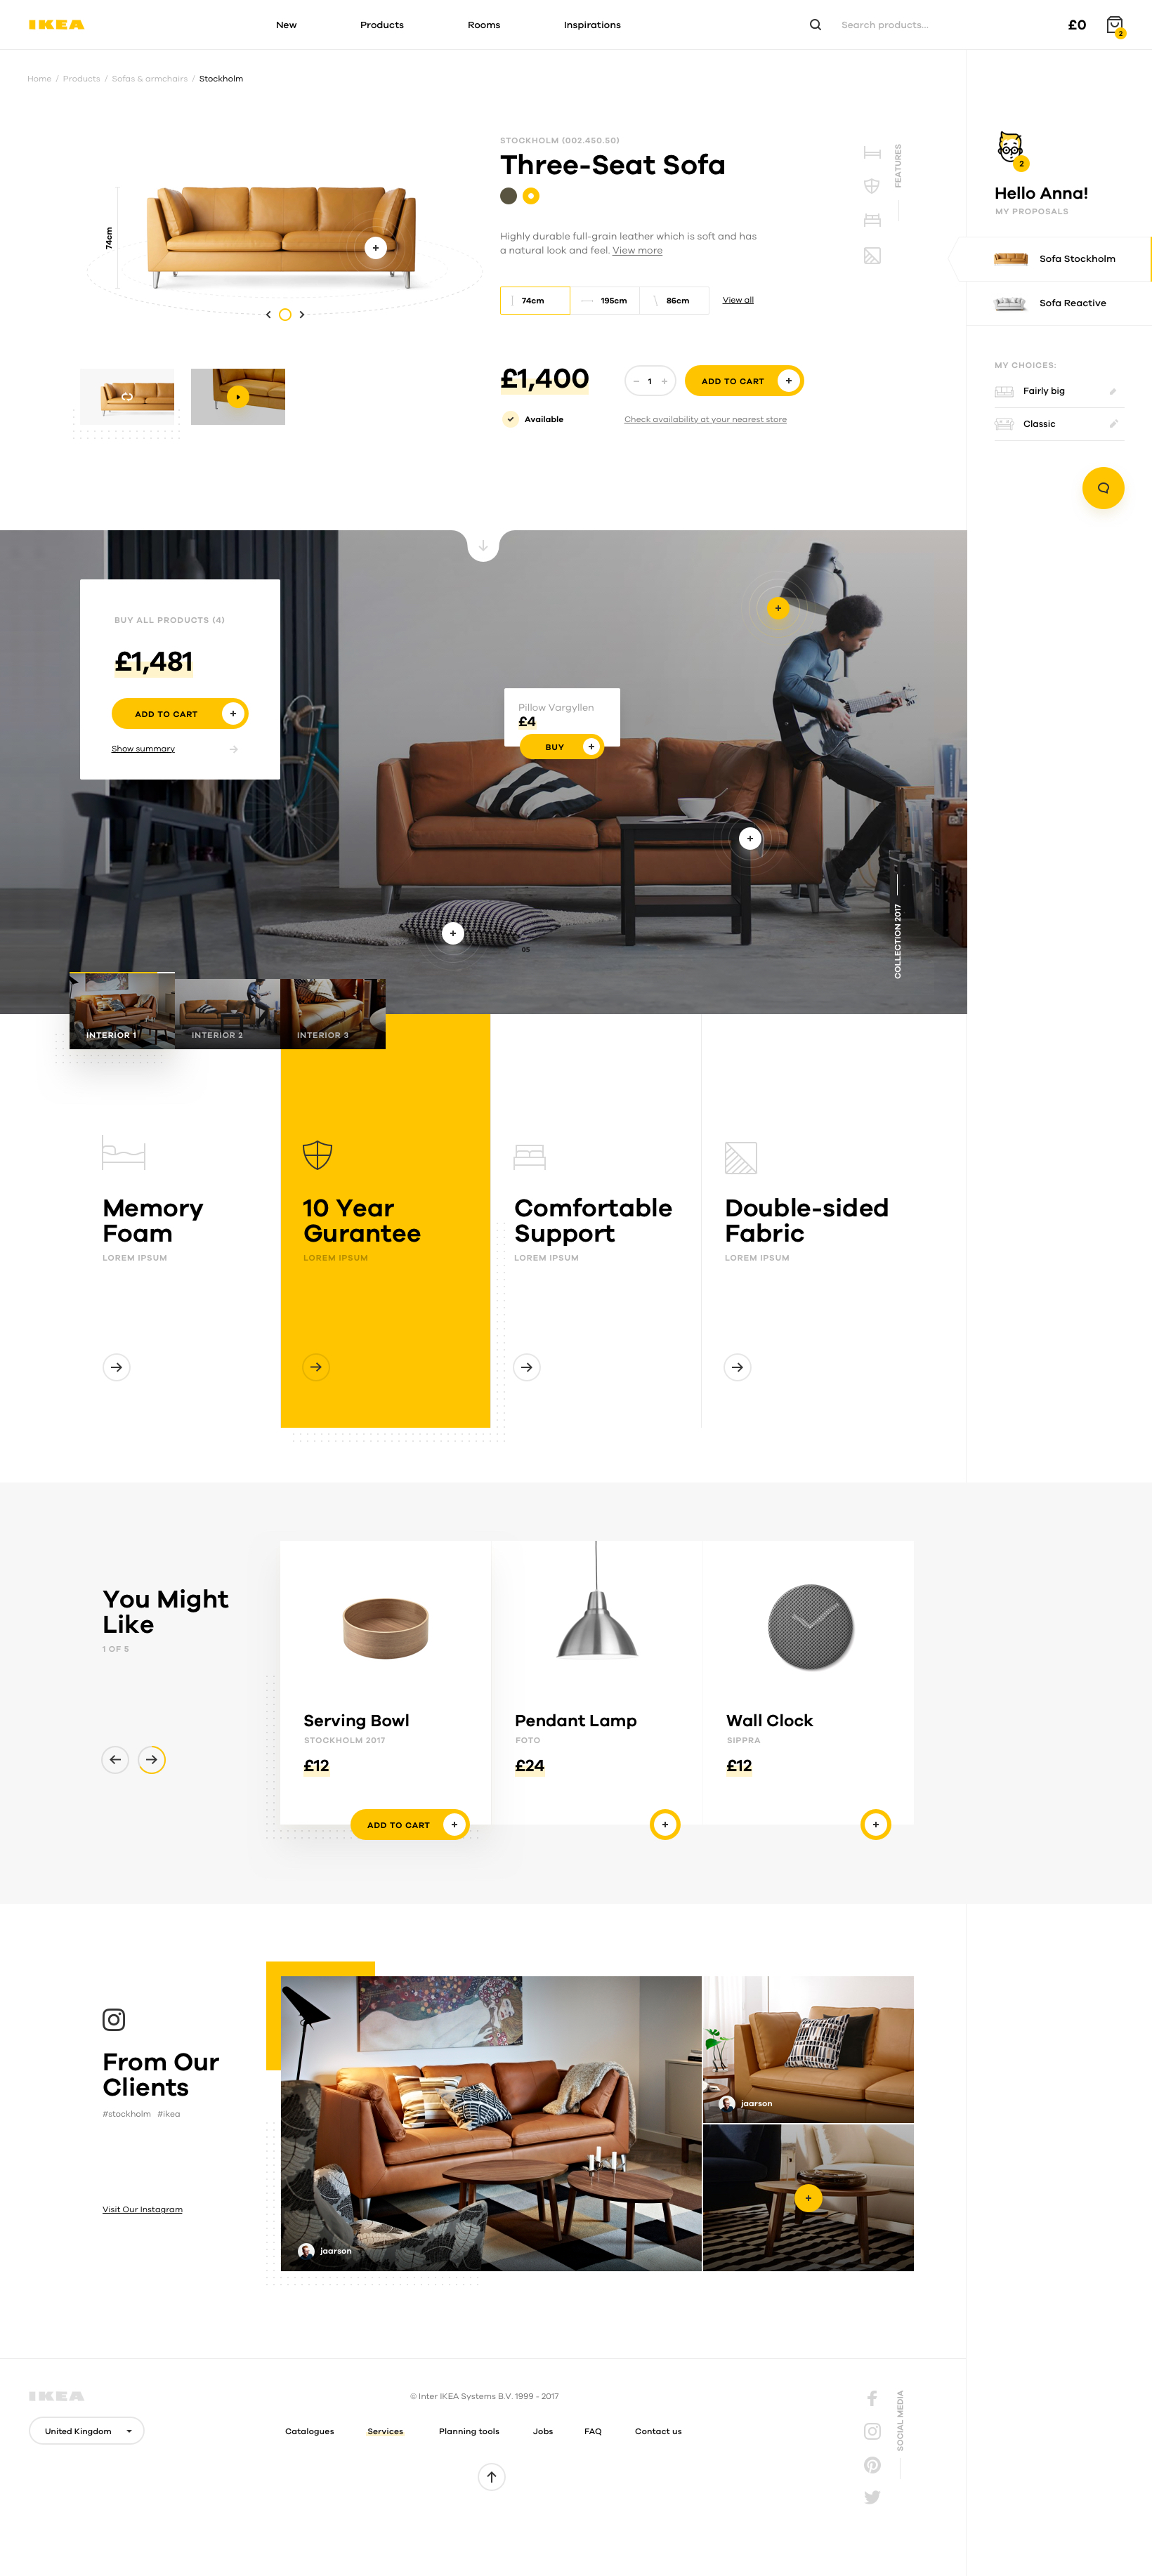 IKEA
New
Products
Rooms
Inspirations
Search products...
£0
2
Home / Products / Sofas & armchairs / Stockholm
74cm
STOCKHOLM (002.450.50)
Three-Seat Sofa
Highly durable full-grain leather which is soft and has
a natural look and feel. View more
74cm
195cm
86cm
View all
£1,400
1
ADD TO CART
Available
Check availability at your nearest store
FEATURES
2
Hello Anna!
MY PROPOSALS
Sofa Stockholm
Sofa Reactive
MY CHOICES:
Fairly big
Classic
BUY ALL PRODUCTS (4)
£1,481
ADD TO CART
Show summary
Pillow Vargyllen
£4
BUY
05
COLLECTION 2017
INTERIOR 1
INTERIOR 2
INTERIOR 3
Memory
Foam
LOREM IPSUM
10 Year
Gurantee
LOREM IPSUM
Comfortable
Support
LOREM IPSUM
Double-sided
Fabric
LOREM IPSUM
You Might
Like
1 OF 5
Serving Bowl
STOCKHOLM 2017
£12
ADD TO CART
Pendant Lamp
FOTO
£24
Wall Clock
SIPPRA
£12
From Our
Clients
#stockholm #ikea
Visit Our Instagram
jaarson
jaarson
IKEA
© Inter IKEA Systems B.V. 1999 - 2017
United Kingdom
Catalogues
Services
Planning tools
Jobs
FAQ
Contact us
SOCIAL MEDIA